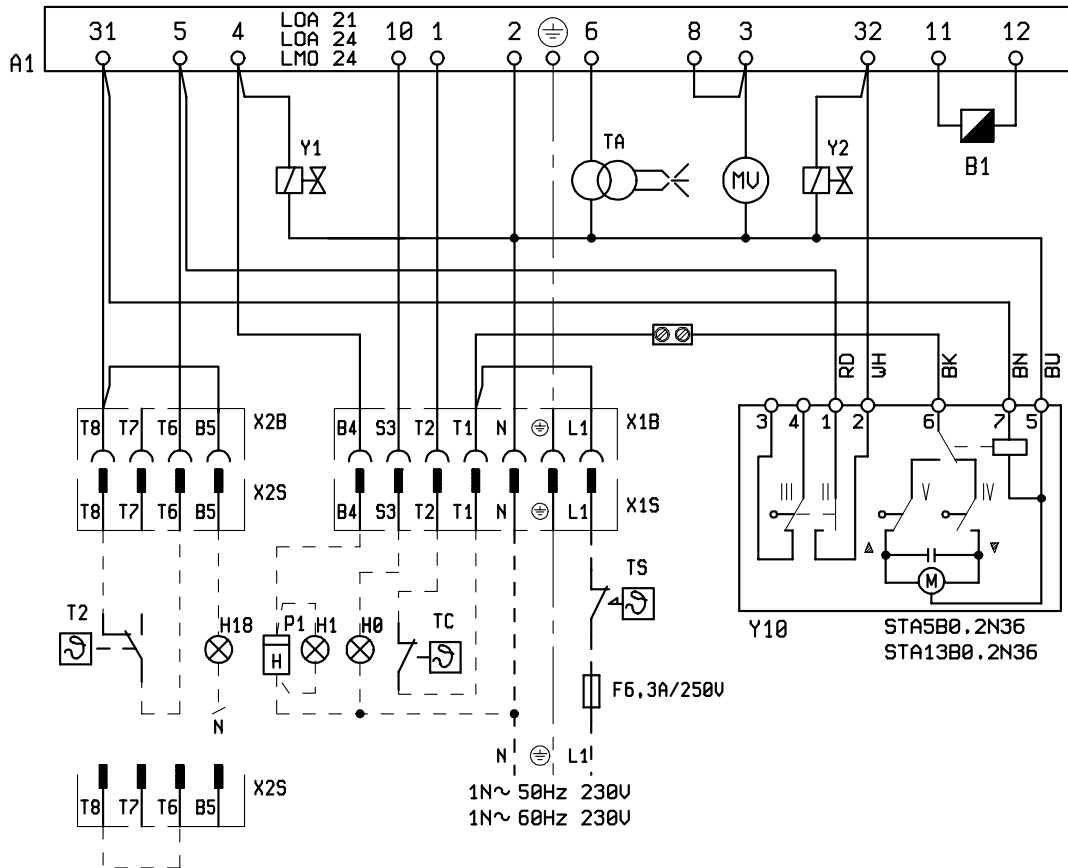 LOA 21
31 5 4 LOA 24 10 1 2 6 8 3 32 11 12
A1 LMO 24
Y1 TA MV Y2 B1
RD WH BK BN BU
T8 T7 T6 B5 X2B B4 S3 T2 T1 N L1 X1B
3 4 1 2 6 7 5
T8 T7 T6 B5 X2S B4 S3 T2 T1 N L1 X1S
III II V IV
M
T2 H18 P1 H1 H0 TC TS
H
Y10 STA5B0.2N36
STA13B0.2N36
F6,3A/250V
N
N L1
T8 T7 T6 B5 X2S
1N~ 50Hz 230V
1N~ 60Hz 230V